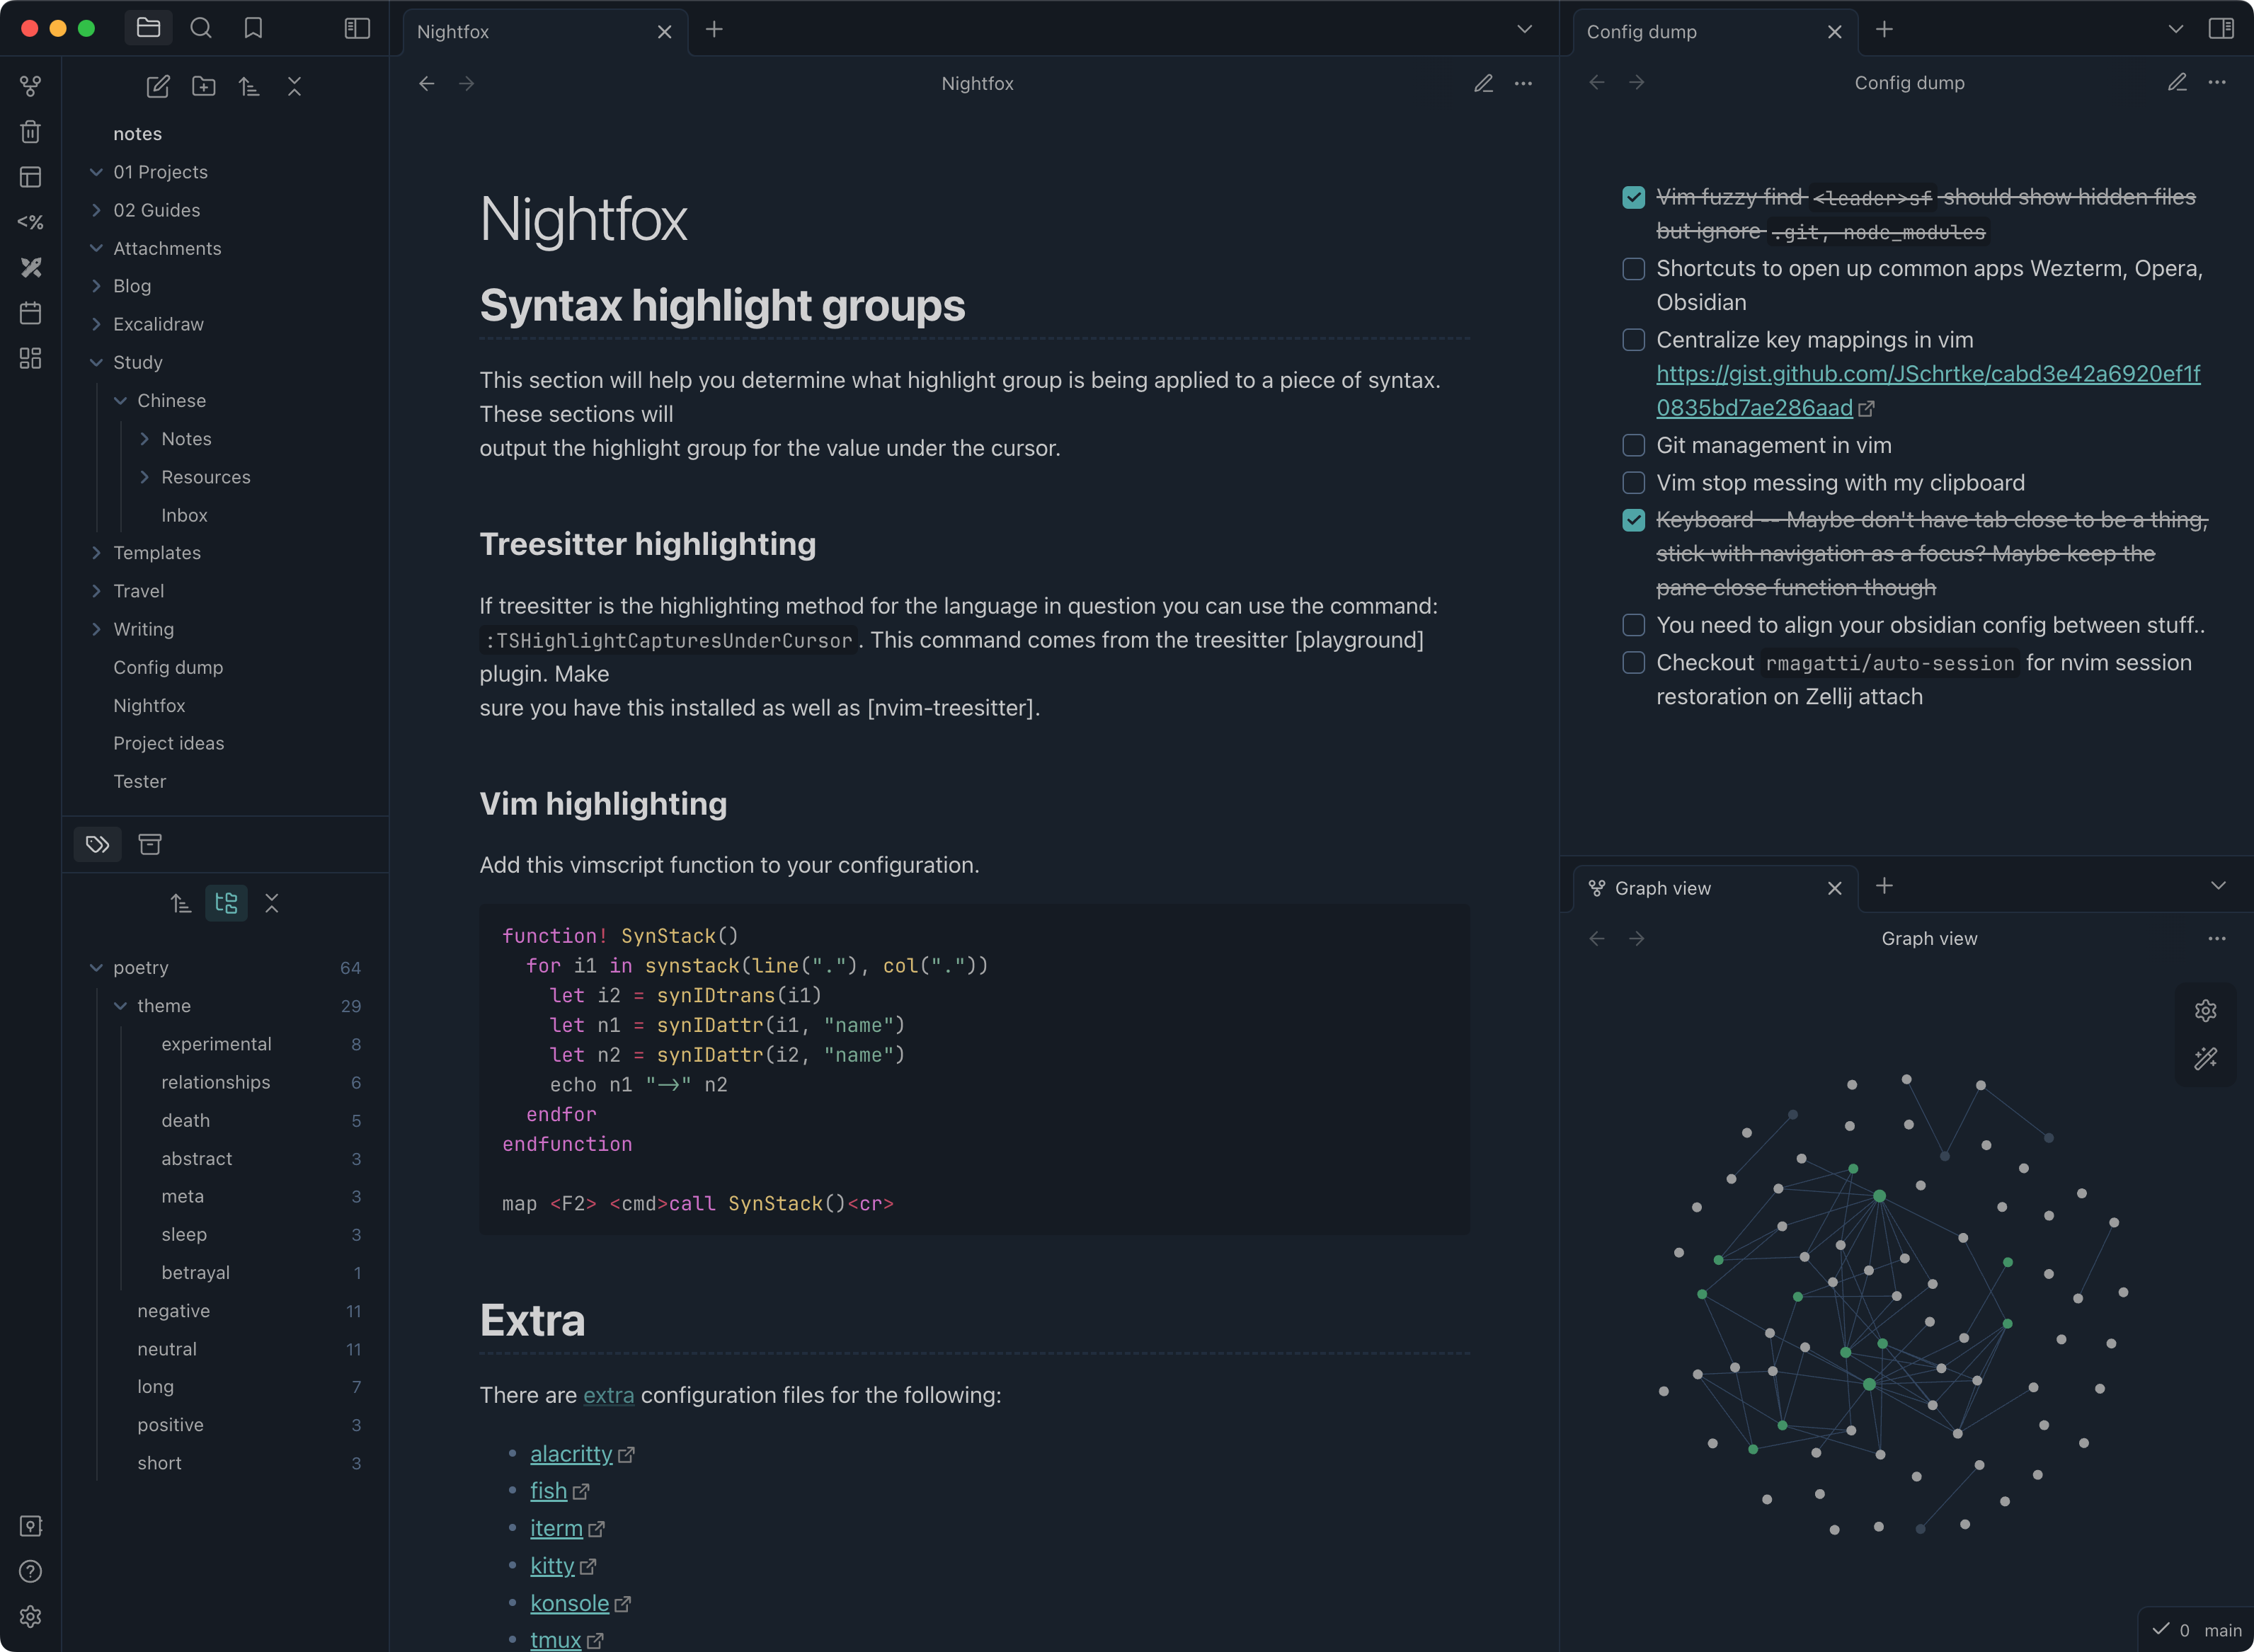 Nightfox
Config dump
<%
notes
01 Projects
02 Guides
Attachments
Blog
Excalidraw
Study
Chinese
Notes
Resources
Inbox
Templates
Travel
Writing
Config dump
Nightfox
Project ideas
Tester
poetry 64
theme 29
experimental 8
relationships 6
death 5
abstract 3
meta 3
sleep 3
betrayal 1
negative 11
neutral 11
long 7
positive 3
short 3
Nightfox
Nightfox
Syntax highlight groups
This section will help you determine what highlight group is being applied to a piece of syntax.
These sections will
output the highlight group for the value under the cursor.
Treesitter highlighting
If treesitter is the highlighting method for the language in question you can use the command:
:TSHighlightCapturesUnderCursor. This command comes from the treesitter [playground]
plugin. Make
sure you have this installed as well as [nvim-treesitter].
Vim highlighting
Add this vimscript function to your configuration.
function! SynStack()
  for i1 in synstack(line("."), col("."))
    let i2 = synIDtrans(i1)
    let n1 = synIDattr(i1, "name")
    let n2 = synIDattr(i2, "name")
    echo n1 "->" n2
  endfor
endfunction
map <F2> <cmd>call SynStack()<cr>
Extra
There are extra configuration files for the following:
• alacritty
• fish
• iterm
• kitty
• konsole
• tmux
Config dump
Vim fuzzy find <leader>sf should show hidden files
but ignore .git, node_modules
Shortcuts to open up common apps Wezterm, Opera,
Obsidian
Centralize key mappings in vim
https://gist.github.com/JSchrtke/cabd3e42a6920ef1f
0835bd7ae286aad
Git management in vim
Vim stop messing with my clipboard
Keyboard -- Maybe don't have tab close to be a thing,
stick with navigation as a focus? Maybe keep the
pane close function though
You need to align your obsidian config between stuff..
Checkout rmagatti/auto-session for nvim session
restoration on Zellij attach
Graph view
Graph view
0 main